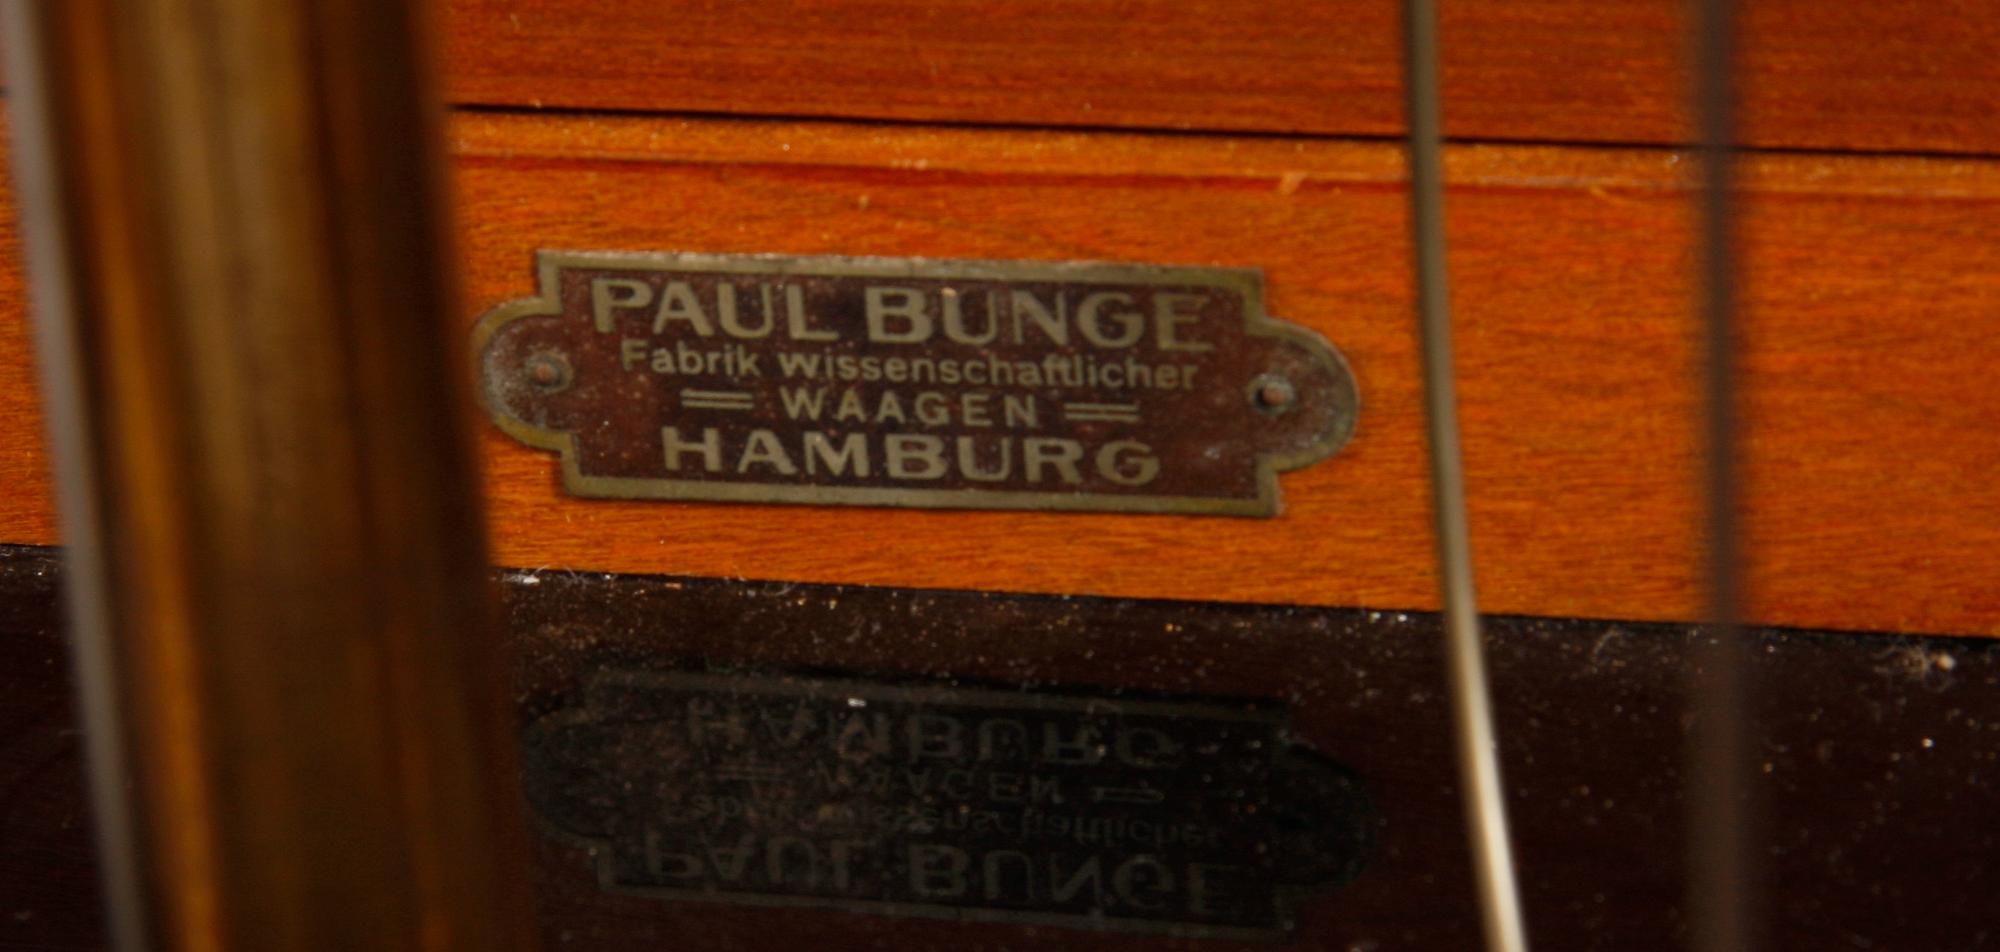 PAUL BUNGE
Fabrik wissenschaftlicher
WAAGEN
HAMBURG